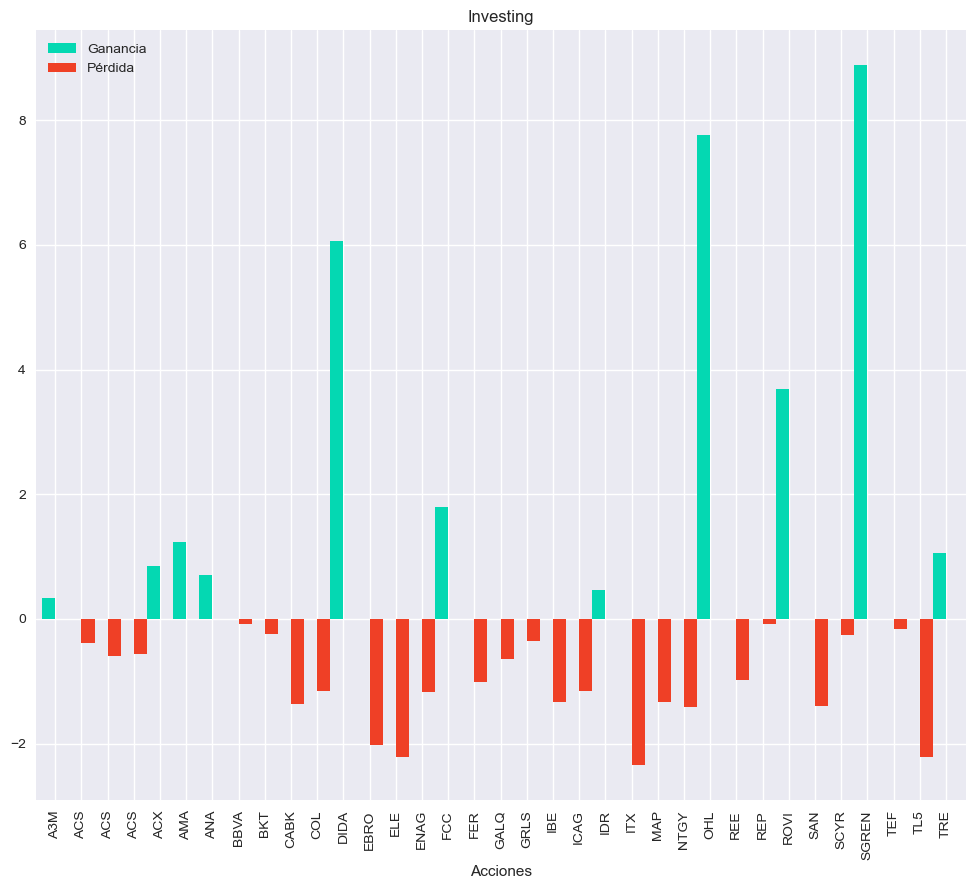 Investing
Ganancia
Pérdida
8
6
4
2
0
−2
A3M
ACS
ACS
ACS
ACX
AMA
ANA
BBVA
BKT
CABK
COL
DIDA
EBRO
ELE
ENAG
FCC
FER
GALQ
GRLS
IBE
ICAG
IDR
ITX
MAP
NTGY
OHL
REE
REP
ROVI
SAN
SCYR
SGREN
TEF
TL5
TRE
Acciones